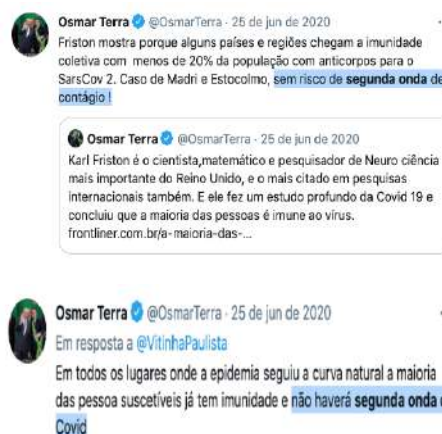 Osmar Terra @OsmarTerra · 25 de jun de 2020
Friston mostra porque alguns países e regiões chegam a imunidade
coletiva com menos de 20% da população com anticorpos para o
SarsCov 2. Caso de Madri e Estocolmo, sem risco de segunda onda de
contágio !
Osmar Terra @OsmarTerra · 25 de jun de 2020
Karl Friston é o cientista,matemático e pesquisador de Neuro ciência
mais importante do Reino Unido, e o mais citado em pesquisas
internacionais também. E ele fez um estudo profundo da Covid 19 e
concluiu que a maioria das pessoas é imune ao vírus.
frontliner.com.br/a-maioria-das-...
Osmar Terra @OsmarTerra · 25 de jun de 2020
Em resposta a @VitinhaPaulista
Em todos os lugares onde a epidemia seguiu a curva natural a maioria
das pessoa suscetíveis já tem imunidade e não haverá segunda onda
Covid